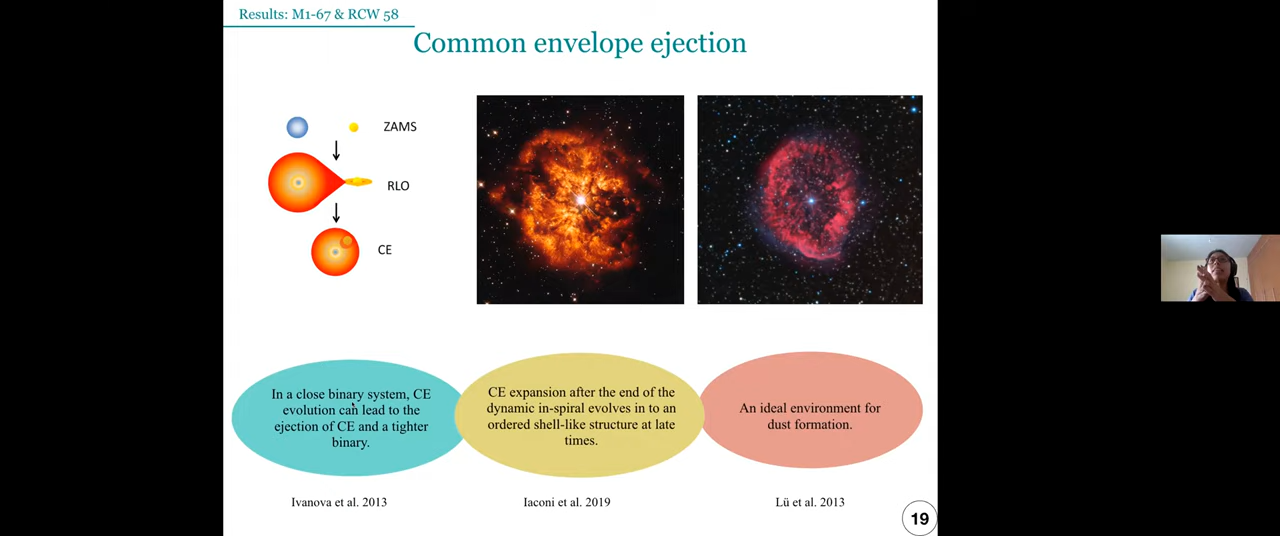 Results: M1-67 & RCW 58
Common envelope ejection
ZAMS
RLO
CE
In a close binary system, CE
evolution can lead to the
ejection of CE and a tighter
binary.
CE expansion after the end of the
dynamic in-spiral evolves in to an
ordered shell-like structure at late
times.
An ideal environment for
dust formation.
Ivanova et al. 2013
Iaconi et al. 2019
Lü et al. 2013
19